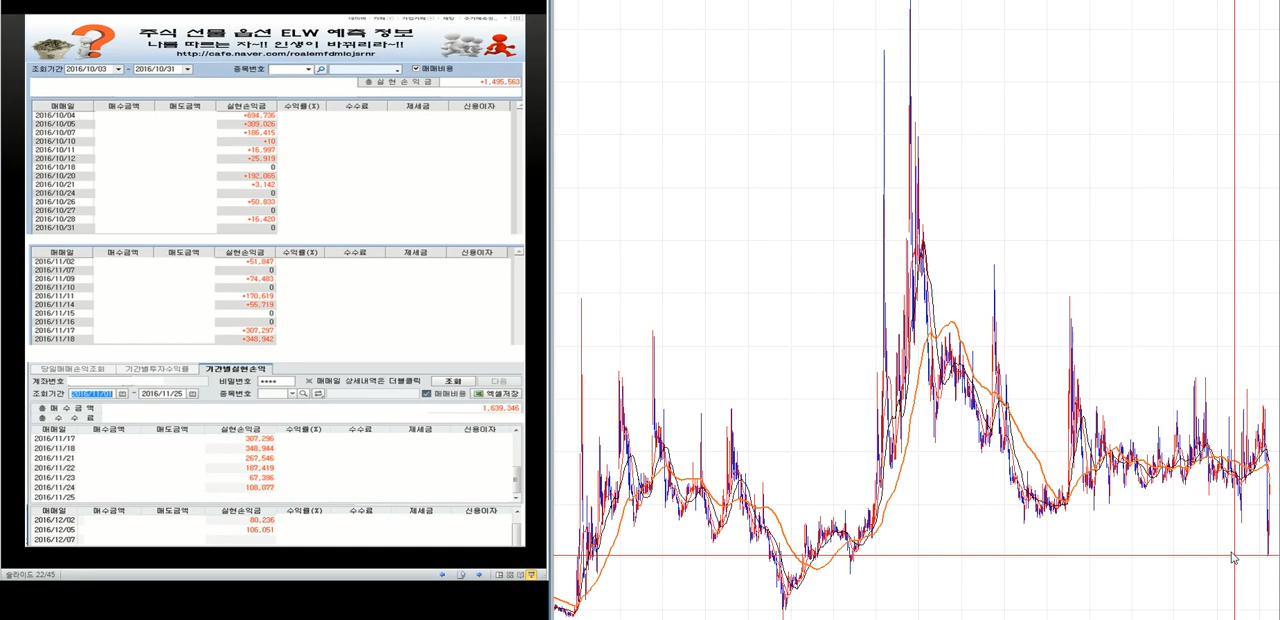 주식 선물 옵션 ELW 예측 정보
나를 따르는 자~!! 인생이 바뀌리라~!!
조회기간 2016/10/03 ~ 2016/10/31 종목번호 매매비용
총 실 현 손 익 금 +1,495,563
매매일 매수금액 매도금액 실현손익금 수익률(%) 수수료 제세금 신용이자
2016/10/04 +694,736
2016/10/05 +309,026
2016/10/07 +186,415
2016/10/10 +10
2016/10/11 +16,997
2016/10/12 +25,919
2016/10/18 0
2016/10/20 +192,065
2016/10/21 +3,142
2016/10/24 0
2016/10/26 +50,833
2016/10/27 0
2016/10/28 +16,420
2016/10/31 0
매매일 매수금액 매도금액 실현손익금 수익률(%) 수수료 제세금 신용이자
2016/11/02 +51,847
2016/11/07 0
2016/11/09 +74,483
2016/11/10 0
2016/11/11 +170,619
2016/11/14 +55,719
2016/11/15 0
2016/11/16 0
2016/11/17 +307,297
2016/11/18 +348,942
당일매매손익조회 기간별투자수익률 기간별실현손익
계좌번호 비밀번호 **** ※ 매매일 상세내역은 더블클릭 조회 다음
조회기간 2016/11/01 ~ 2016/11/25 종목번호 매매비용 엑셀저장
총 매 수 금 액 1,639,346
총 수 수 료
매매일 매수금액 매도금액 실현손익금 수익률(%) 수수료 제세금 신용이자
2016/11/17 307,296
2016/11/18 348,944
2016/11/21 267,546
2016/11/22 187,419
2016/11/23 67,386
2016/11/24 108,077
2016/11/25
매매일 매수금액 매도금액 실현손익금 수익률(%) 수수료 제세금 신용이자
2016/12/02 80,236
2016/12/05 106,051
2016/12/07
슬라이드 22/45